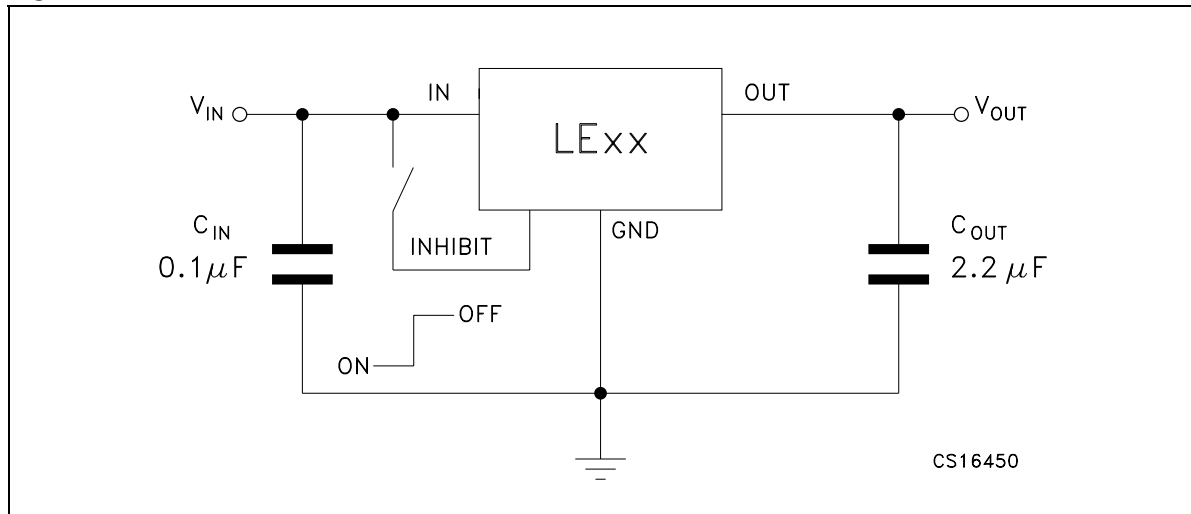 IN
OUT
V_IN
V_OUT
LExx
GND
C_IN
0.1μF
INHIBIT
C_OUT
2.2 μF
OFF
ON
CS16450